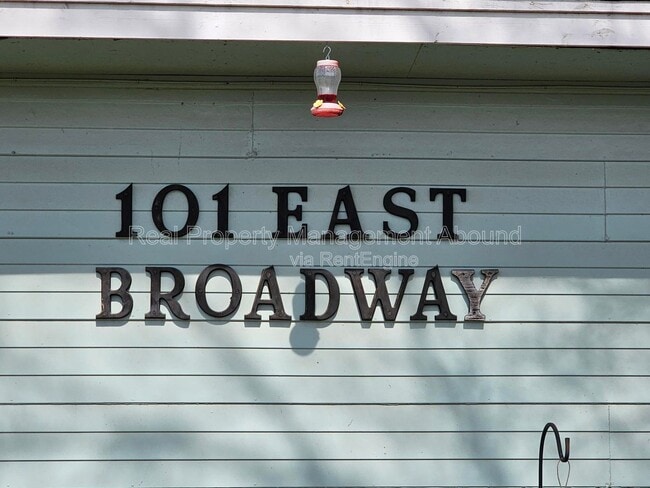 101 EAST
Real Property Management Abound
via RentEngine
BROADWAY